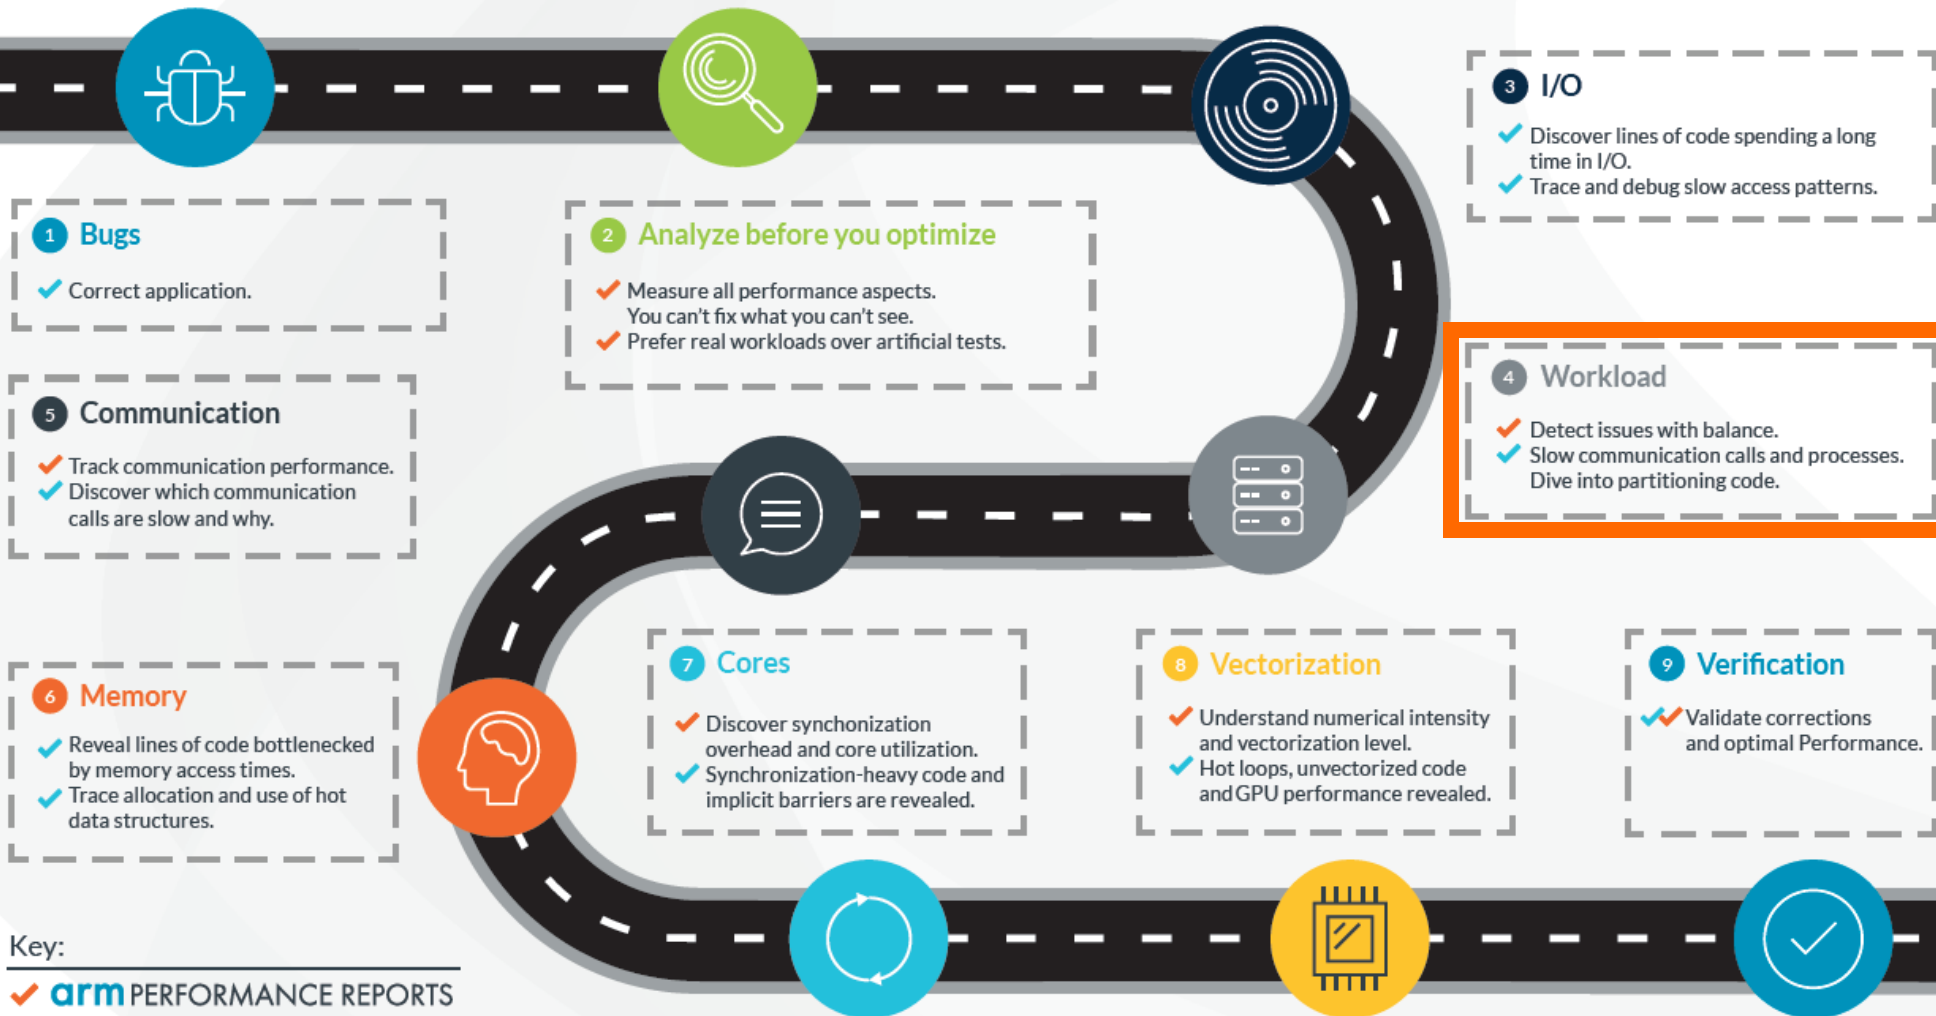 1 Bugs
Correct application.
2 Analyze before you optimize
Measure all performance aspects.
You can't fix what you can't see.
Prefer real workloads over artificial tests.
3 I/O
Discover lines of code spending a long
time in I/O.
Trace and debug slow access patterns.
4 Workload
Detect issues with balance.
Slow communication calls and processes.
Dive into partitioning code.
5 Communication
Track communication performance.
Discover which communication
calls are slow and why.
6 Memory
Reveal lines of code bottlenecked
by memory access times.
Trace allocation and use of hot
data structures.
7 Cores
Discover synchonization
overhead and core utilization.
Synchronization-heavy code and
implicit barriers are revealed.
8 Vectorization
Understand numerical intensity
and vectorization level.
Hot loops, unvectorized code
and GPU performance revealed.
9 Verification
Validate corrections
and optimal Performance.
Key:
arm PERFORMANCE REPORTS